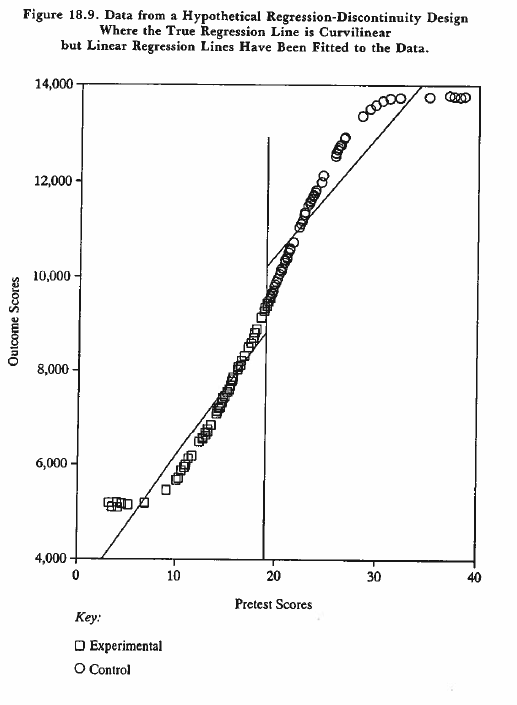 Figure 18.9. Data from a Hypothetical Regression-Discontinuity Design
Where the True Regression Line is Curvilinear
but Linear Regression Lines Have Been Fitted to the Data.
14,000
12,000
10,000
8,000
6,000
4,000
Outcome Scores
0
10
20
30
40
Pretest Scores
Key:
Experimental
Control